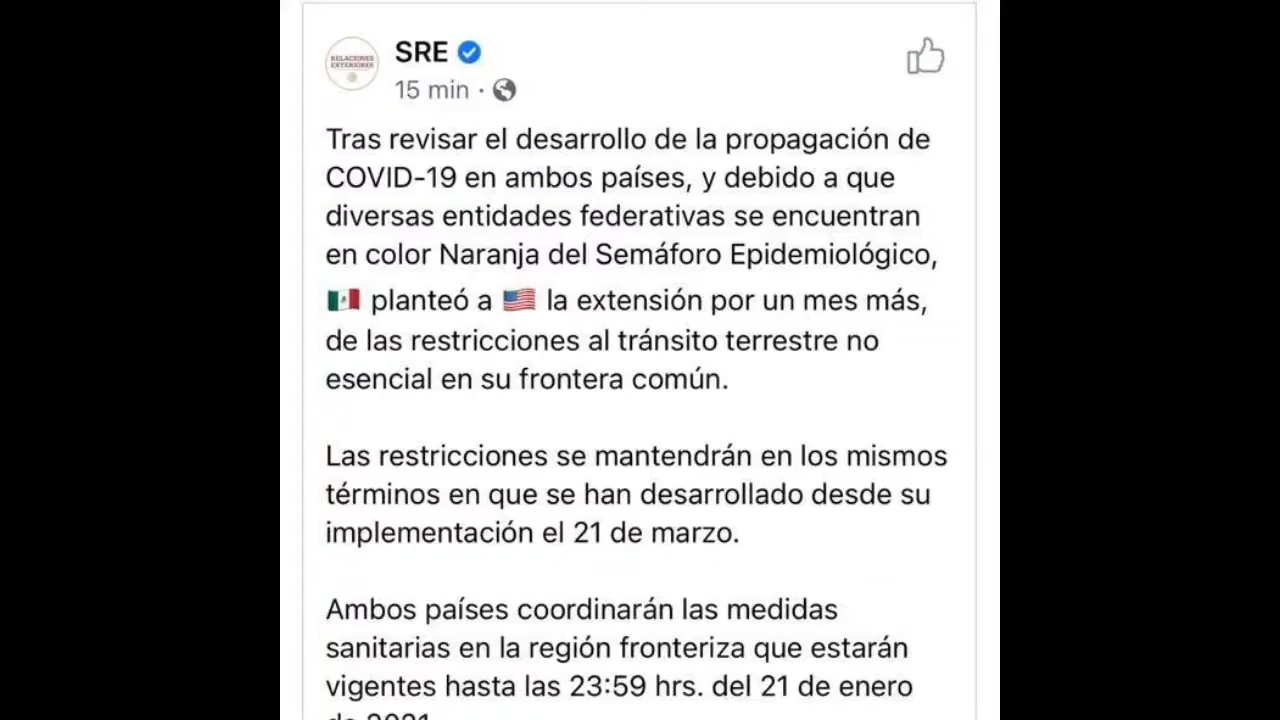 RELACIONES
EXTERIORES
SRE
15 min ·
Tras revisar el desarrollo de la propagación de
COVID-19 en ambos países, y debido a que
diversas entidades federativas se encuentran
en color Naranja del Semáforo Epidemiológico,
🇲🇽 planteó a 🇺🇸 la extensión por un mes más,
de las restricciones al tránsito terrestre no
esencial en su frontera común.
Las restricciones se mantendrán en los mismos
términos en que se han desarrollado desde su
implementación el 21 de marzo.
Ambos países coordinarán las medidas
sanitarias en la región fronteriza que estarán
vigentes hasta las 23:59 hrs. del 21 de enero
de 2021